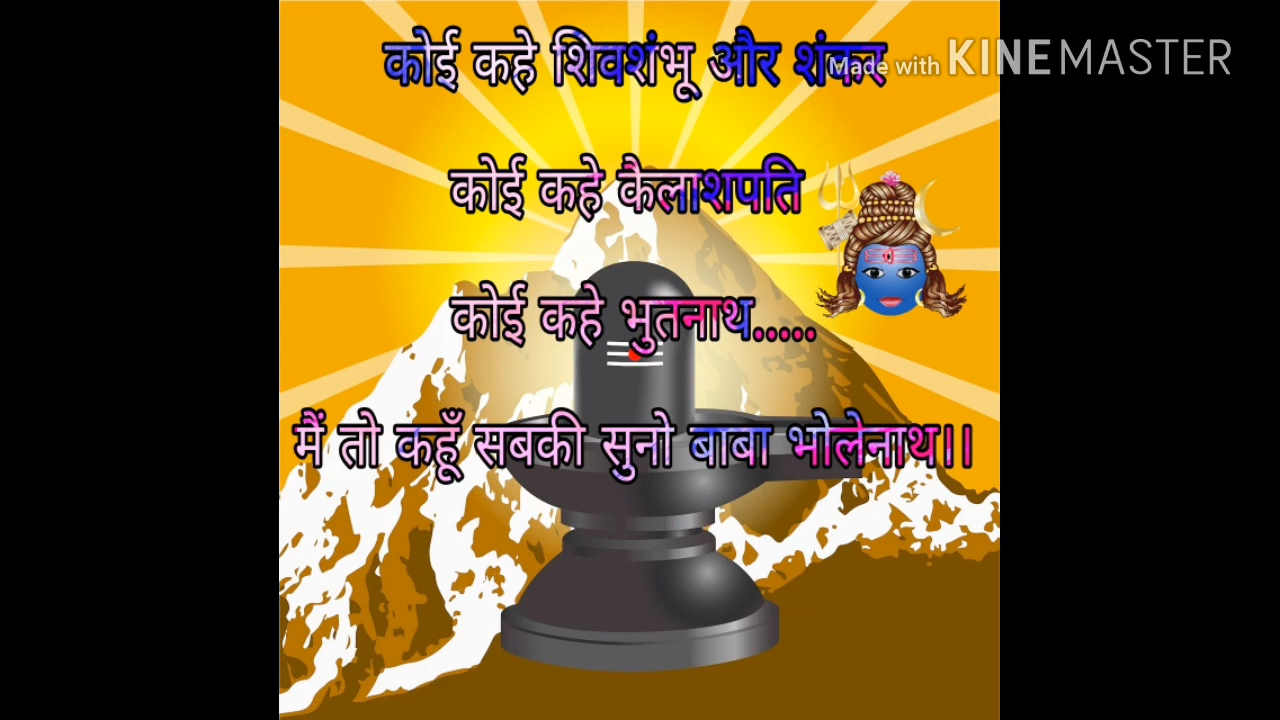 कोई कहे शिवशंभू और शंकर
Made with KINEMASTER
कोई कहे कैलाशपति
कोई कहे भुतनाथ.....
मैं तो कहूँ सबकी सुनो बाबा भोलेनाथ।।